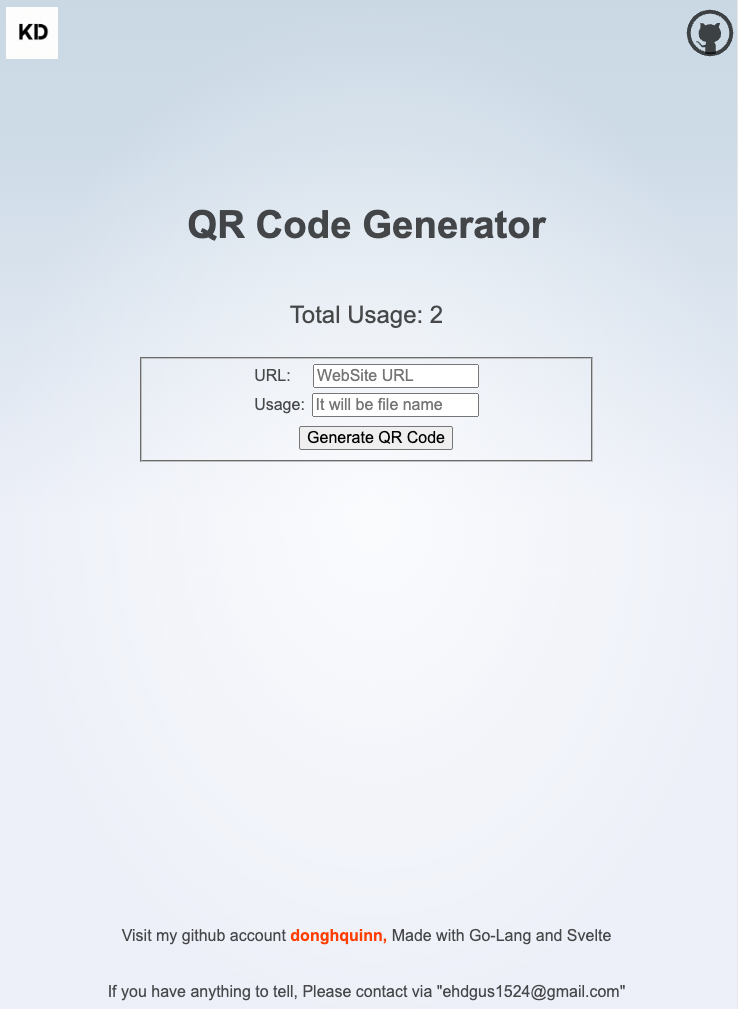 KD
QR Code Generator
Total Usage: 2
URL: WebSite URL
Usage: It will be file name
Generate QR Code
Visit my github account donghquinn, Made with Go-Lang and Svelte
If you have anything to tell, Please contact via "ehdgus1524@gmail.com"